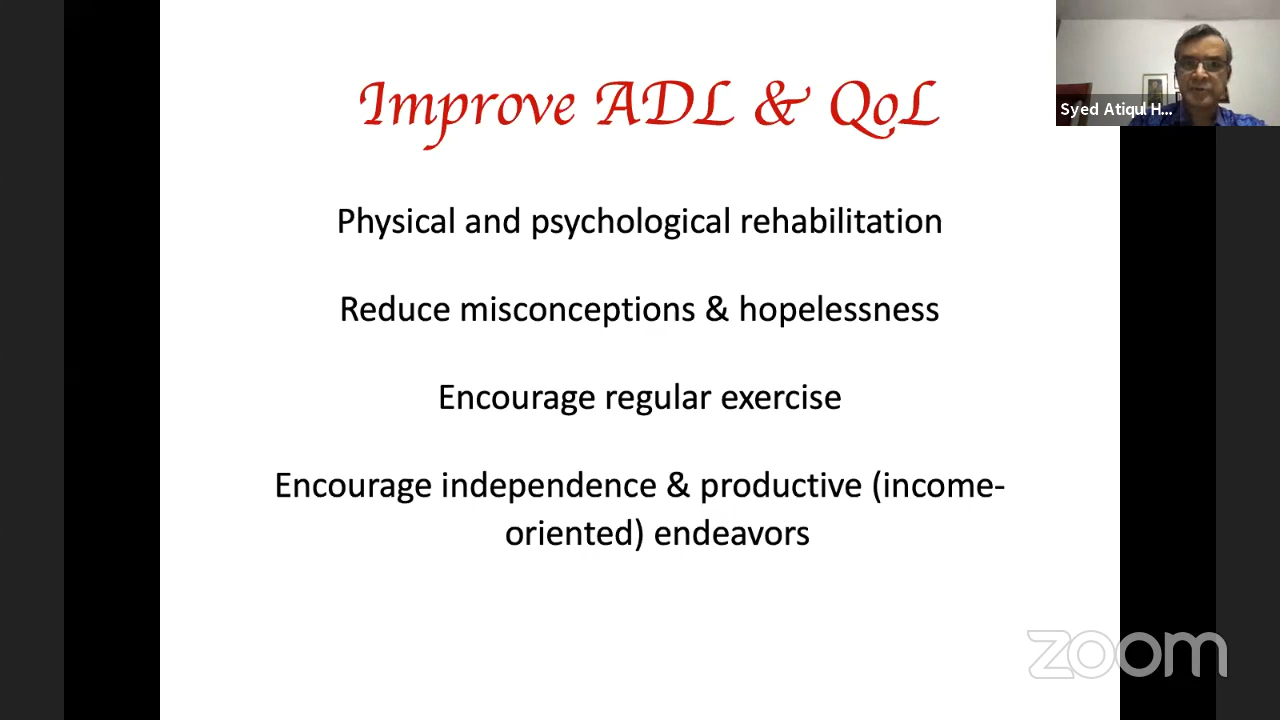 Improve ADL & QoL
Syed Atiqul H...
Physical and psychological rehabilitation
Reduce misconceptions & hopelessness
Encourage regular exercise
Encourage independence & productive (income-
oriented) endeavors
zoom